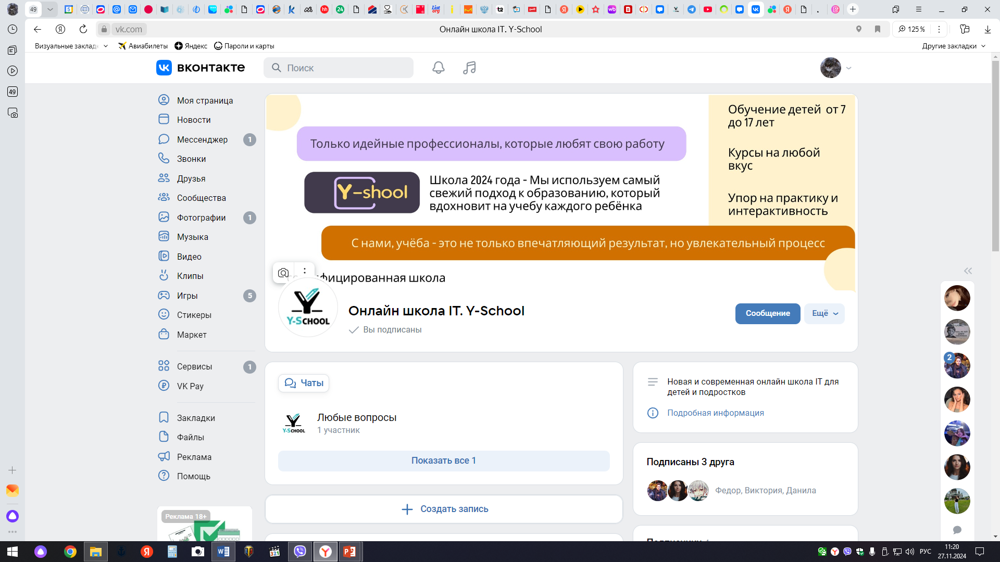 49
vk.com
Онлайн школа IT. Y-School
125 %
Визуальные заклад
Авиабилеты
Яндекс
Пароли и карты
Другие закладки
49
вконтакте
Поиск
Моя страница
Новости
Мессенджер
1
Звонки
Друзья
Сообщества
Фотографии
1
Музыка
Видео
Клипы
Игры
5
Стикеры
Маркет
Сервисы
1
VK Pay
Закладки
Файлы
Реклама
Помощь
Реклама 18+
Только идейные профессионалы, которые любят свою работу
Y-shool
Школа 2024 года - Мы используем самый
свежий подход к образованию, который
вдохновит на учебу каждого ребёнка
Обучение детей от 7
до 17 лет
Курсы на любой
вкус
Упор на практику и
интерактивность
С нами, учёба - это не только впечатляющий результат, но увлекательный процесс
фицированная школа
Y-SCHOOL
Онлайн школа IT. Y-School
Вы подписаны
Сообщение
Ещё
Чаты
Y-SCHOOL
Любые вопросы
1 участник
Показать все 1
Создать запись
Новая и современная онлайн школа IT для
детей и подростков
Подробная информация
Подписаны 3 друга
Федор, Виктория, Данила
2
РУС
11:20
27.11.2024